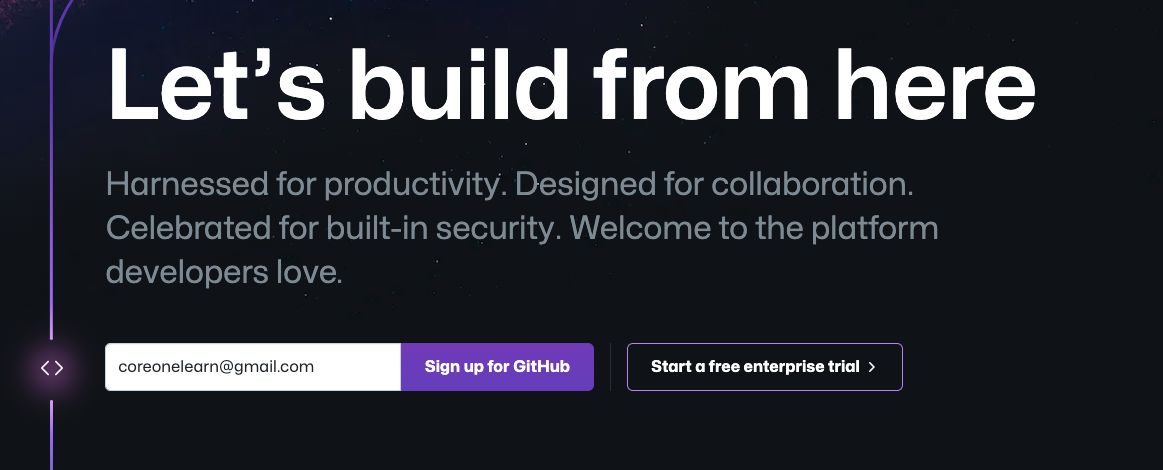 Let’s build from here
Harnessed for productivity. Designed for collaboration.
Celebrated for built-in security. Welcome to the platform
developers love.
coreonelearn@gmail.com
Sign up for GitHub
Start a free enterprise trial